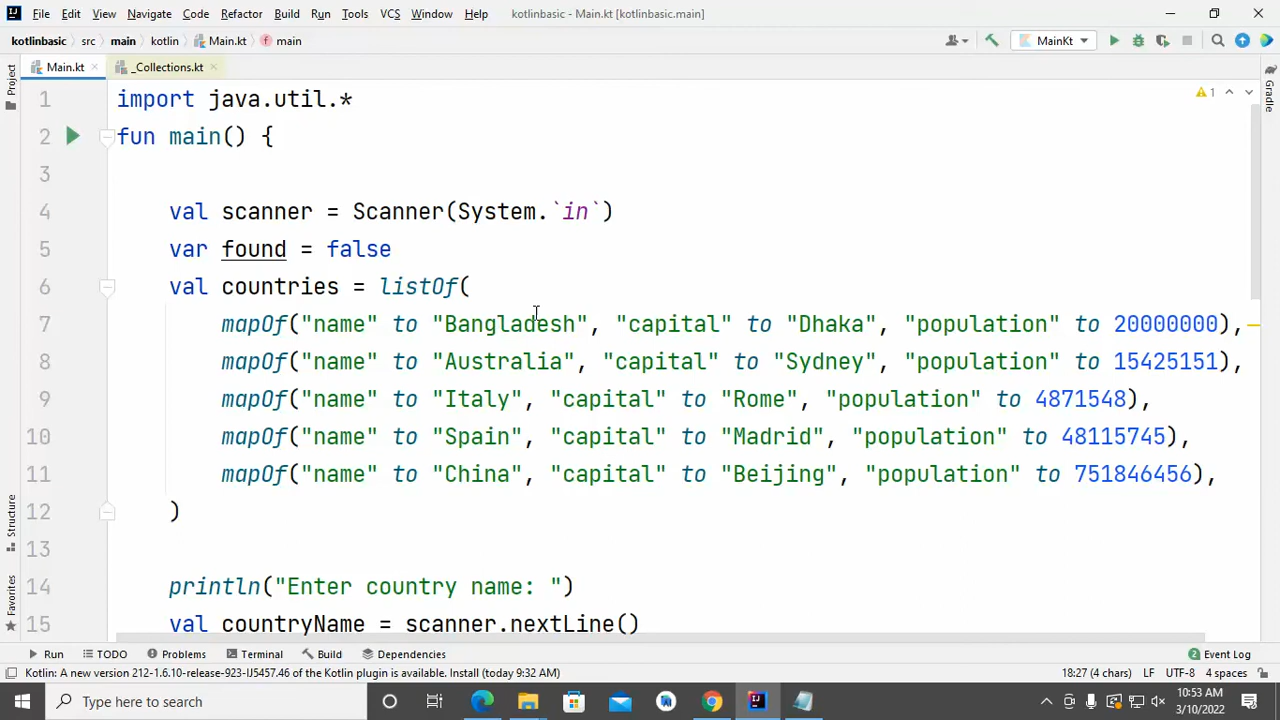 File Edit View Navigate Code Refactor Build Run Tools VCS Window Help kotlinbasic - Main.kt [kotlinbasic.main]
kotlinbasic src main kotlin Main.kt main MainKt
Main.kt _Collections.kt
1 import java.util.*
2 fun main() {
3
4 val scanner = Scanner(System.`in`)
5 var found = false
6 val countries = listOf(
7 mapOf("name" to "Bangladesh", "capital" to "Dhaka", "population" to 20000000),
8 mapOf("name" to "Australia", "capital" to "Sydney", "population" to 15425151),
9 mapOf("name" to "Italy", "capital" to "Rome", "population" to 4871548),
10 mapOf("name" to "Spain", "capital" to "Madrid", "population" to 48115745),
11 mapOf("name" to "China", "capital" to "Beijing", "population" to 751846456),
12 )
13
14 println("Enter country name: ")
15 val countryName = scanner.nextLine()
1
Project
Structure
Favorites
Gradle
Run TODO Problems Terminal Build Dependencies 2 Event Log
Kotlin: A new version 212-1.6.10-release-923-IJ5457.46 of the Kotlin plugin is available. Install (today 9:32 AM) 18:27 (4 chars) LF UTF-8 4 spaces
Type here to search
10:53 AM
3/10/2022